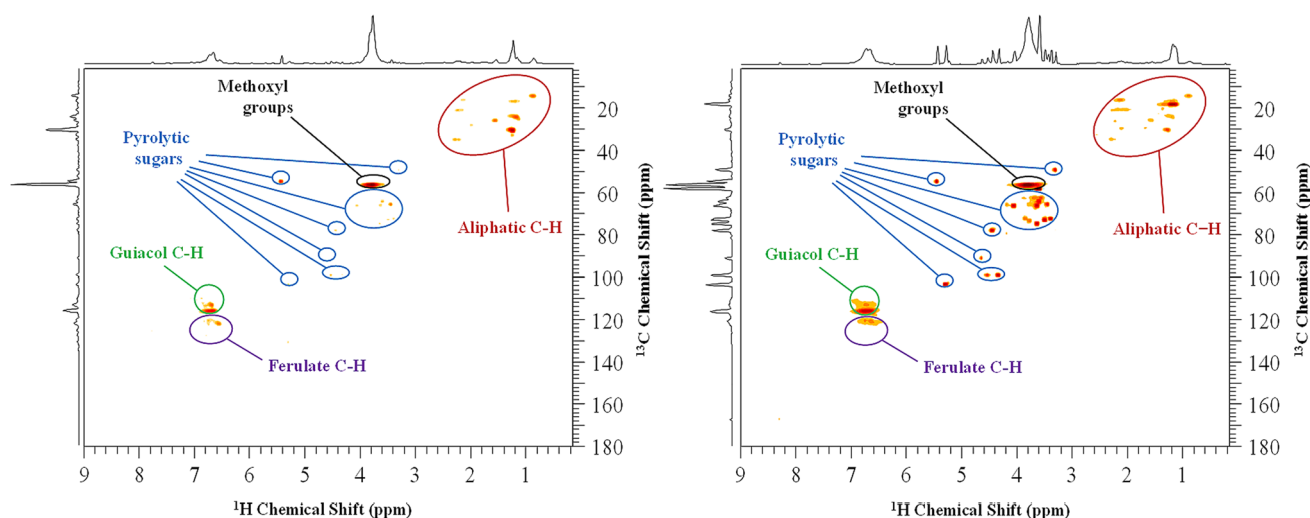 Methoxyl
groups
Pyrolytic
sugars
Aliphatic C-H
Guiacol C-H
Ferulate C-H
20
40
60
80
100
120
140
160
180
¹³C Chemical Shift (ppm)
9
8
7
6
5
4
3
2
1
¹H Chemical Shift (ppm)
Methoxyl
groups
Pyrolytic
sugars
Aliphatic C−H
Guiacol C-H
Ferulate C-H
20
40
60
80
100
120
140
160
180
¹³C Chemical Shift (ppm)
9
8
7
6
5
4
3
2
1
¹H Chemical Shift (ppm)